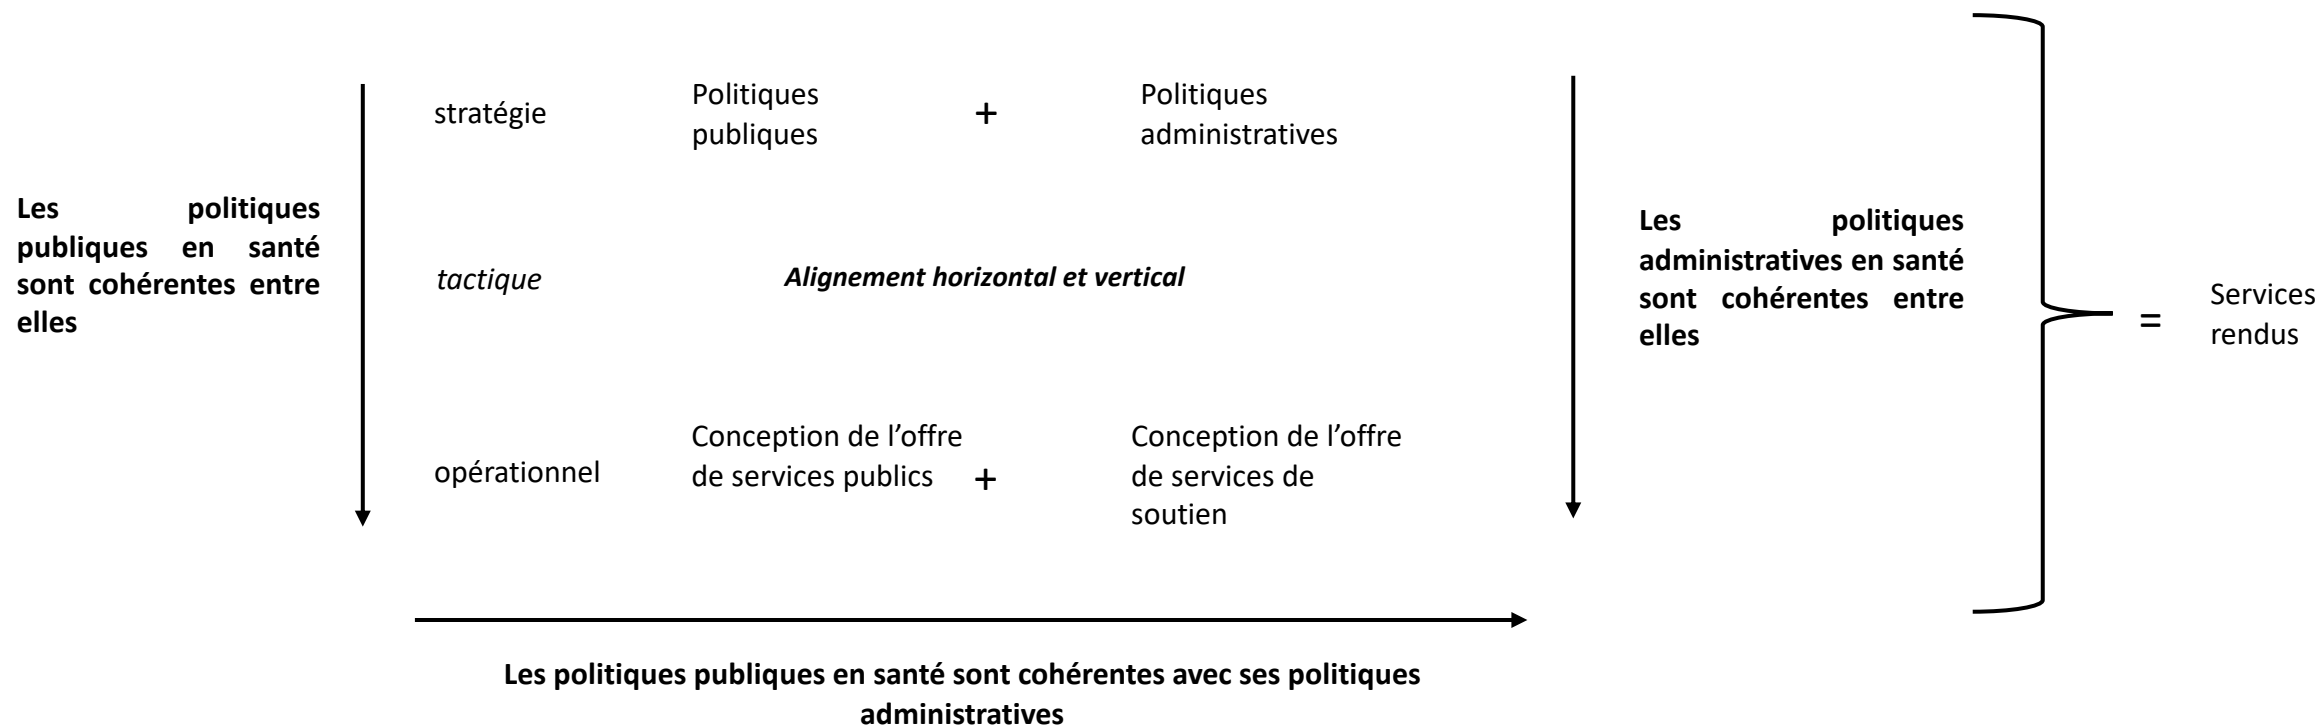 Les politiques
publiques en santé
sont cohérentes entre
elles
stratégie
Politiques
publiques
+
Politiques
administratives
tactique
Alignement horizontal et vertical
opérationnel
Conception de l’offre
de services publics
+
Conception de l’offre
de services de
soutien
Les politiques
administratives en santé
sont cohérentes entre
elles
=
Services
rendus
Les politiques publiques en santé sont cohérentes avec ses politiques
administratives